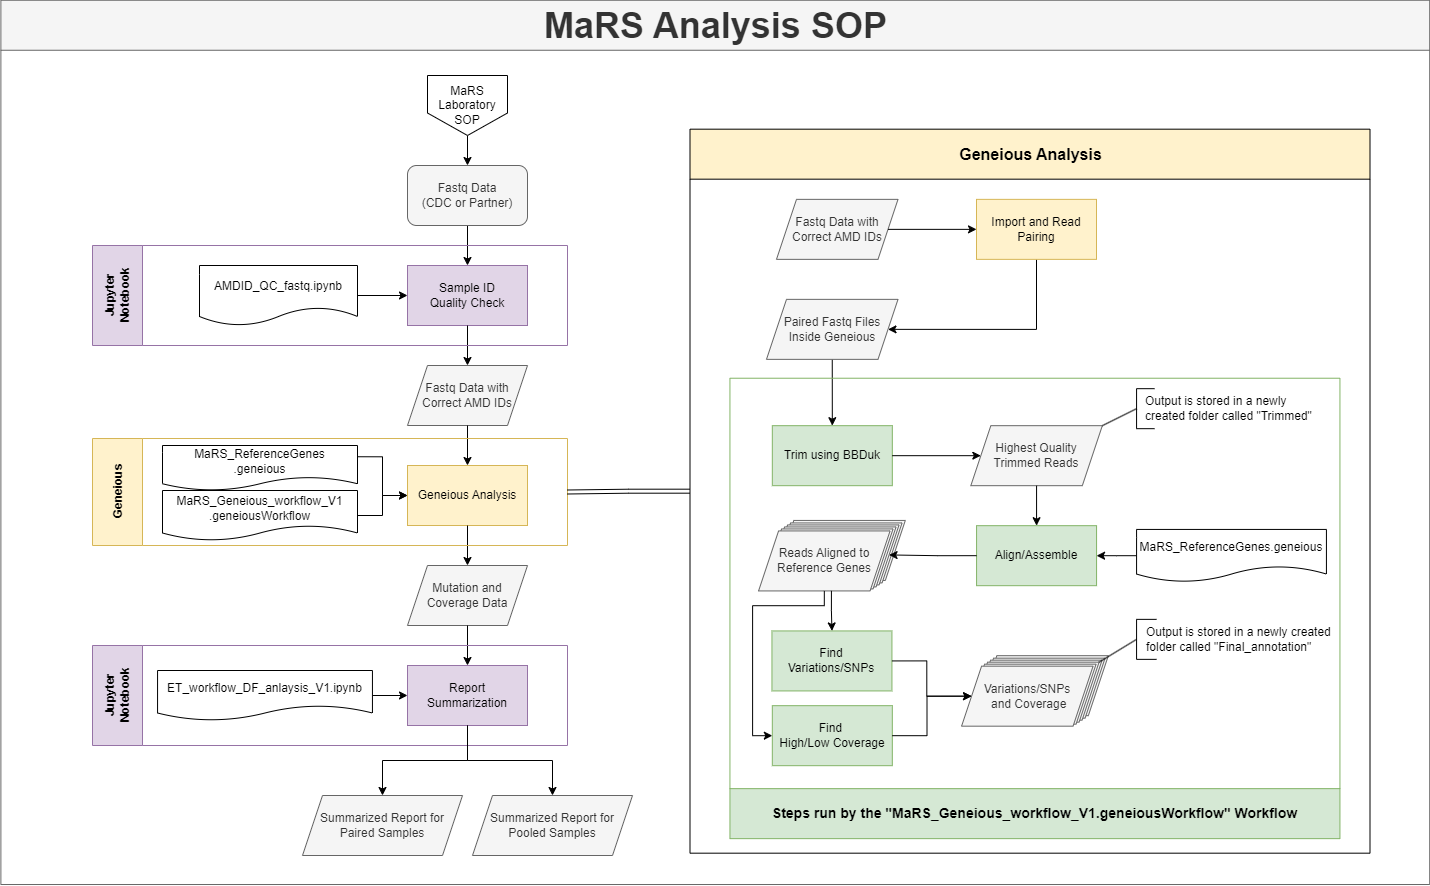 MaRS Analysis SOP
MaRS
Laboratory
SOP
Fastq Data
(CDC or Partner)
Jupyter
Notebook
AMDID_QC_fastq.ipynb
Sample ID
Quality Check
Fastq Data with
Correct AMD IDs
Geneious
MaRS_ReferenceGenes
.geneious
MaRS_Geneious_workflow_V1
.geneiousWorkflow
Geneious Analysis
Mutation and
Coverage Data
Jupyter
Notebook
ET_workflow_DF_anlaysis_V1.ipynb
Report
Summarization
Summarized Report for
Paired Samples
Summarized Report for
Pooled Samples
Geneious Analysis
Fastq Data with
Correct AMD IDs
Import and Read
Pairing
Paired Fastq Files
Inside Geneious
Trim using BBDuk
Highest Quality
Trimmed Reads
Output is stored in a newly
created folder called "Trimmed"
Reads Aligned to
Reference Genes
Align/Assemble
MaRS_ReferenceGenes.geneious
Find
Variations/SNPs
Find
High/Low Coverage
Variations/SNPs
and Coverage
Output is stored in a newly created
folder called "Final_annotation"
Steps run by the "MaRS_Geneious_workflow_V1.geneiousWorkflow" Workflow